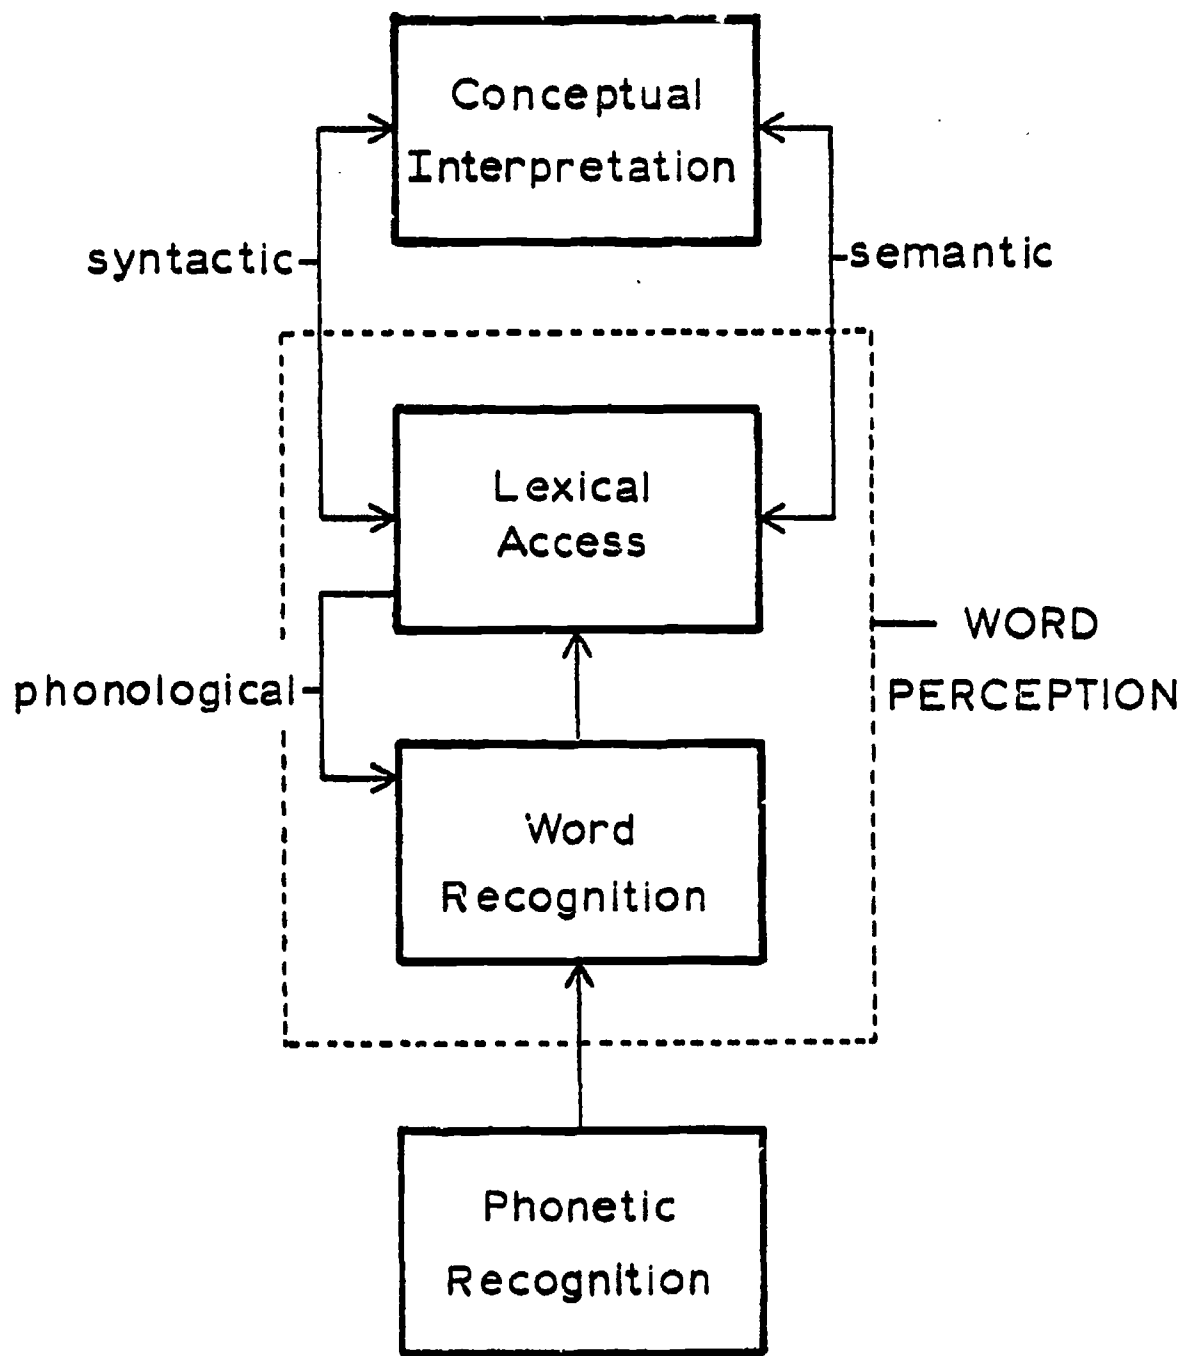 Conceptual
Interpretation
syntactic
semantic
Lexical
Access
WORD
PERCEPTION
phonological
Word
Recognition
Phonetic
Recognition